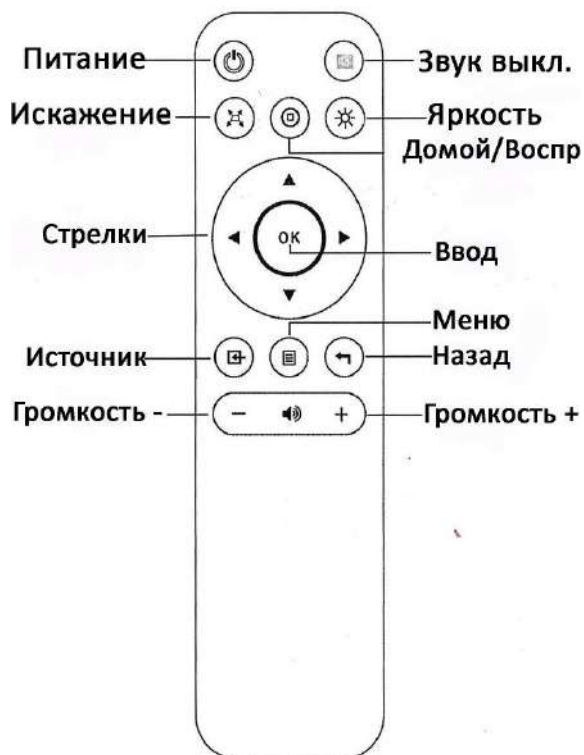 Питание
Звук выкл.
Искажение
Яркость
Домой/Воспр
Стрелки
OK
Ввод
Меню
Источник
Назад
Громкость -
Громкость +